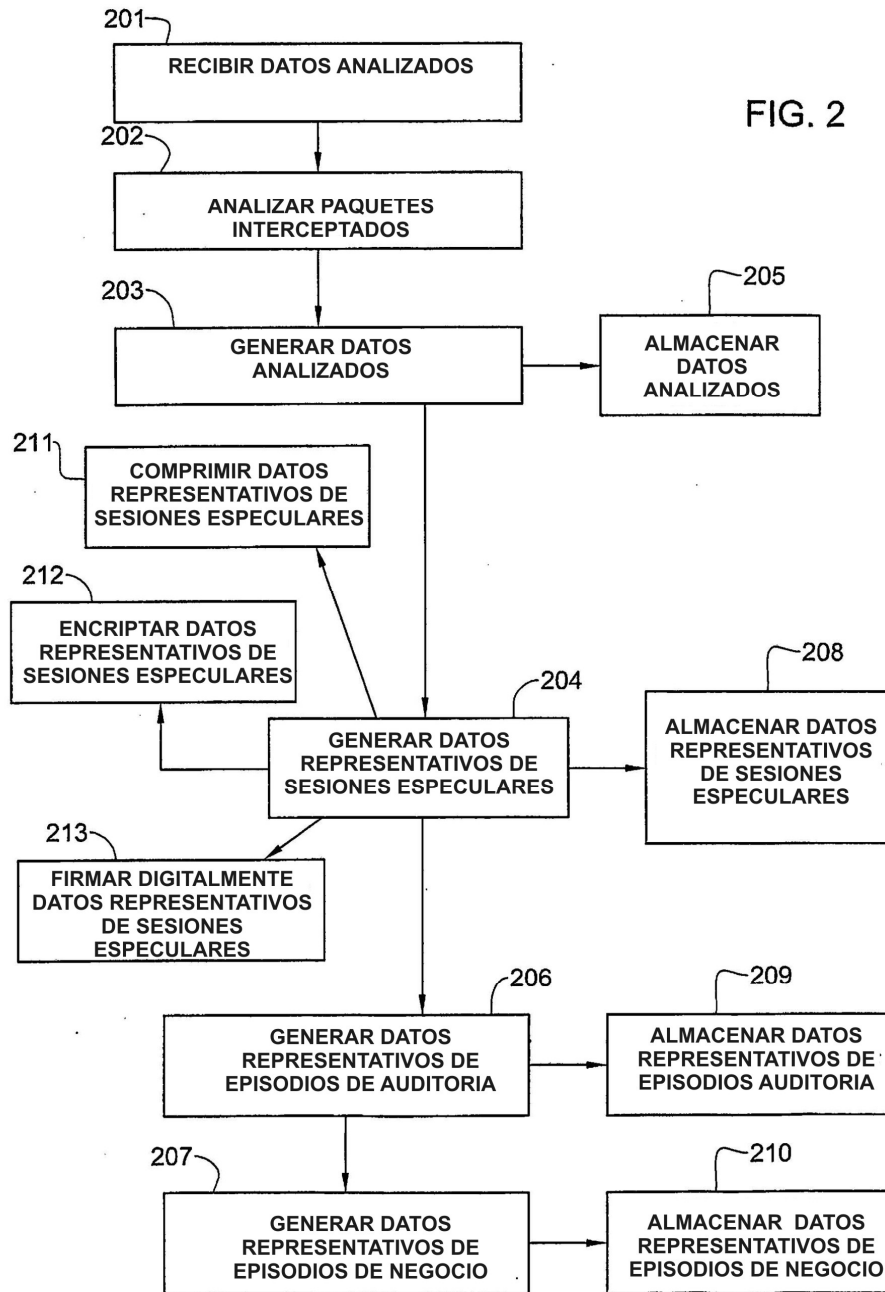 201
RECIBIR DATOS ANALIZADOS
FIG. 2
202
ANALIZAR PAQUETES
INTERCEPTADOS
203
GENERAR DATOS
ANALIZADOS
205
ALMACENAR
DATOS
ANALIZADOS
211
COMPRIMIR DATOS
REPRESENTATIVOS DE
SESIONES ESPECULARES
212
ENCRIPTAR DATOS
REPRESENTATIVOS DE
SESIONES ESPECULARES
204
GENERAR DATOS
REPRESENTATIVOS DE
SESIONES ESPECULARES
208
ALMACENAR DATOS
REPRESENTATIVOS
DE SESIONES
ESPECULARES
213
FIRMAR DIGITALMENTE
DATOS REPRESENTATIVOS
DE SESIONES
ESPECULARES
206
GENERAR DATOS
REPRESENTATIVOS DE
EPISODIOS DE AUDITORIA
209
ALMACENAR DATOS
REPRESENTATIVOS DE
EPISODIOS AUDITORIA
207
GENERAR DATOS
REPRESENTATIVOS DE
EPISODIOS DE NEGOCIO
210
ALMACENAR DATOS
REPRESENTATIVOS DE
EPISODIOS DE NEGOCIO